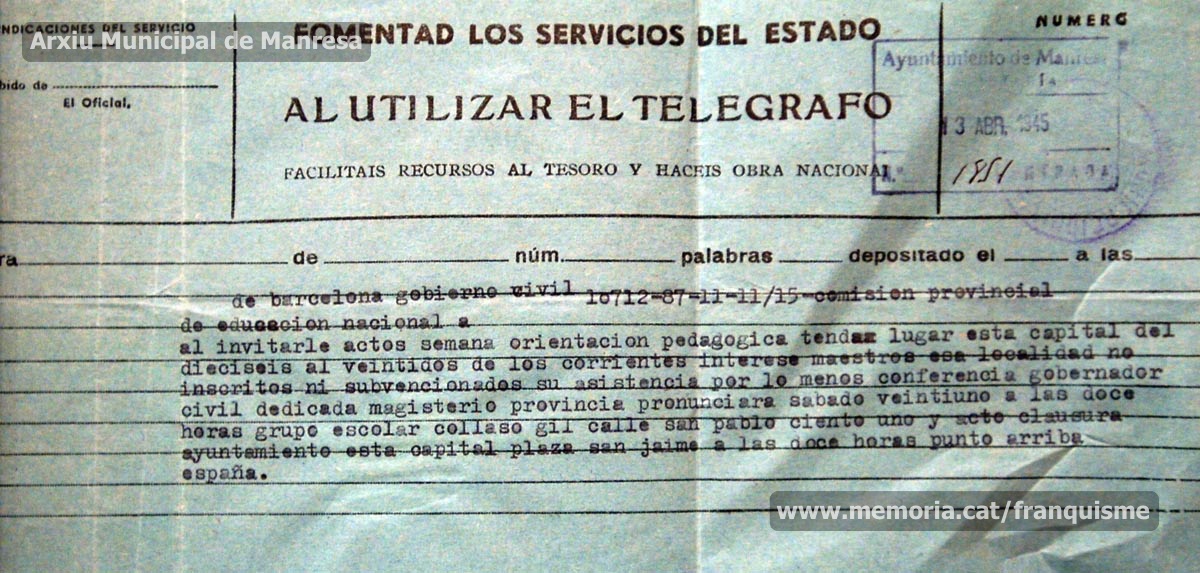 INDICACIONES DEL SERVICIO
Arxiu Municipal de Manresa
bido de
El Oficial,
FOMENTAD LOS SERVICIOS DEL ESTADO
AL UTILIZAR EL TELEGRAFO
FACILITAIS RECURSOS AL TESORO Y HACEIS OBRA NACIONAL
NUMERO
Ayuntamiento de Manresa
13 ABR. 1945
N.º 1851
ra de núm. palabras depositado el a las
de barcelona gobierno civil 10712-87-11-11/15-comision provincial
de educacion nacional a
al invitarle actos semana orientacion pedagogica tendar lugar esta capital del
dieciseis al veintidos de los corrientes interese maestros esa localidad no
inscritos ni subvencionados su asistencia por lo menos conferencia gobernador
civil dedicada magisterio provincia pronunciara sabado veintiuno a las doce
horas grupo escolar collaso gil calle san pablo ciento uno y acto clausura
ayuntamiento esta capital plaza san jaime a las doce horas punto arriba
españa.
www.memoria.cat/franquisme